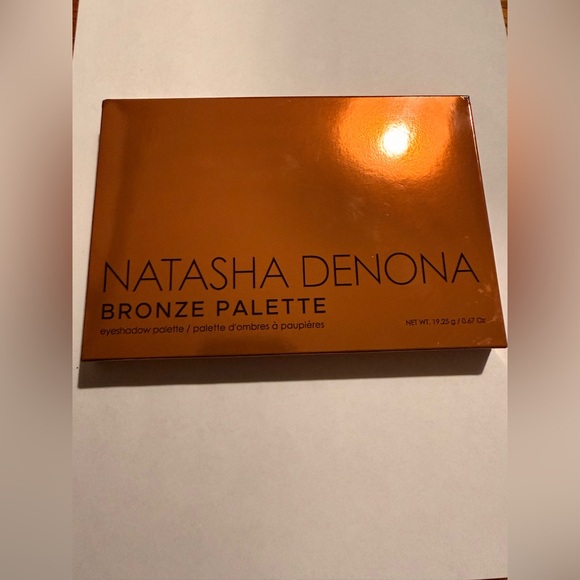 NATASHA DENONA
BRONZE PALETTE
eyeshadow palette / palette d'ombres à paupières
NET WT. 19.25 g / 0.67 Oz